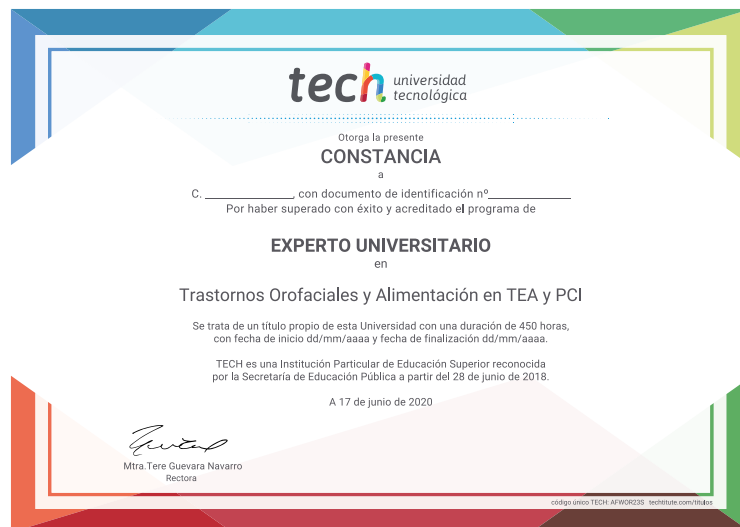 tech universidad
tecnológica
Otorga la presente
CONSTANCIA
a
C. ______________, con documento de identificación nº______________
Por haber superado con éxito y acreditado el programa de
EXPERTO UNIVERSITARIO
en
Trastornos Orofaciales y Alimentación en TEA y PCI
Se trata de un título propio de esta Universidad con una duración de 450 horas,
con fecha de inicio dd/mm/aaaa y fecha de finalización dd/mm/aaaa.
TECH es una Institución Particular de Educación Superior reconocida
por la Secretaría de Educación Pública a partir del 28 de junio de 2018.
A 17 de junio de 2020
Mtra.Tere Guevara Navarro
Rectora
código único TECH: AFWOR23S techtitute.com/titulos